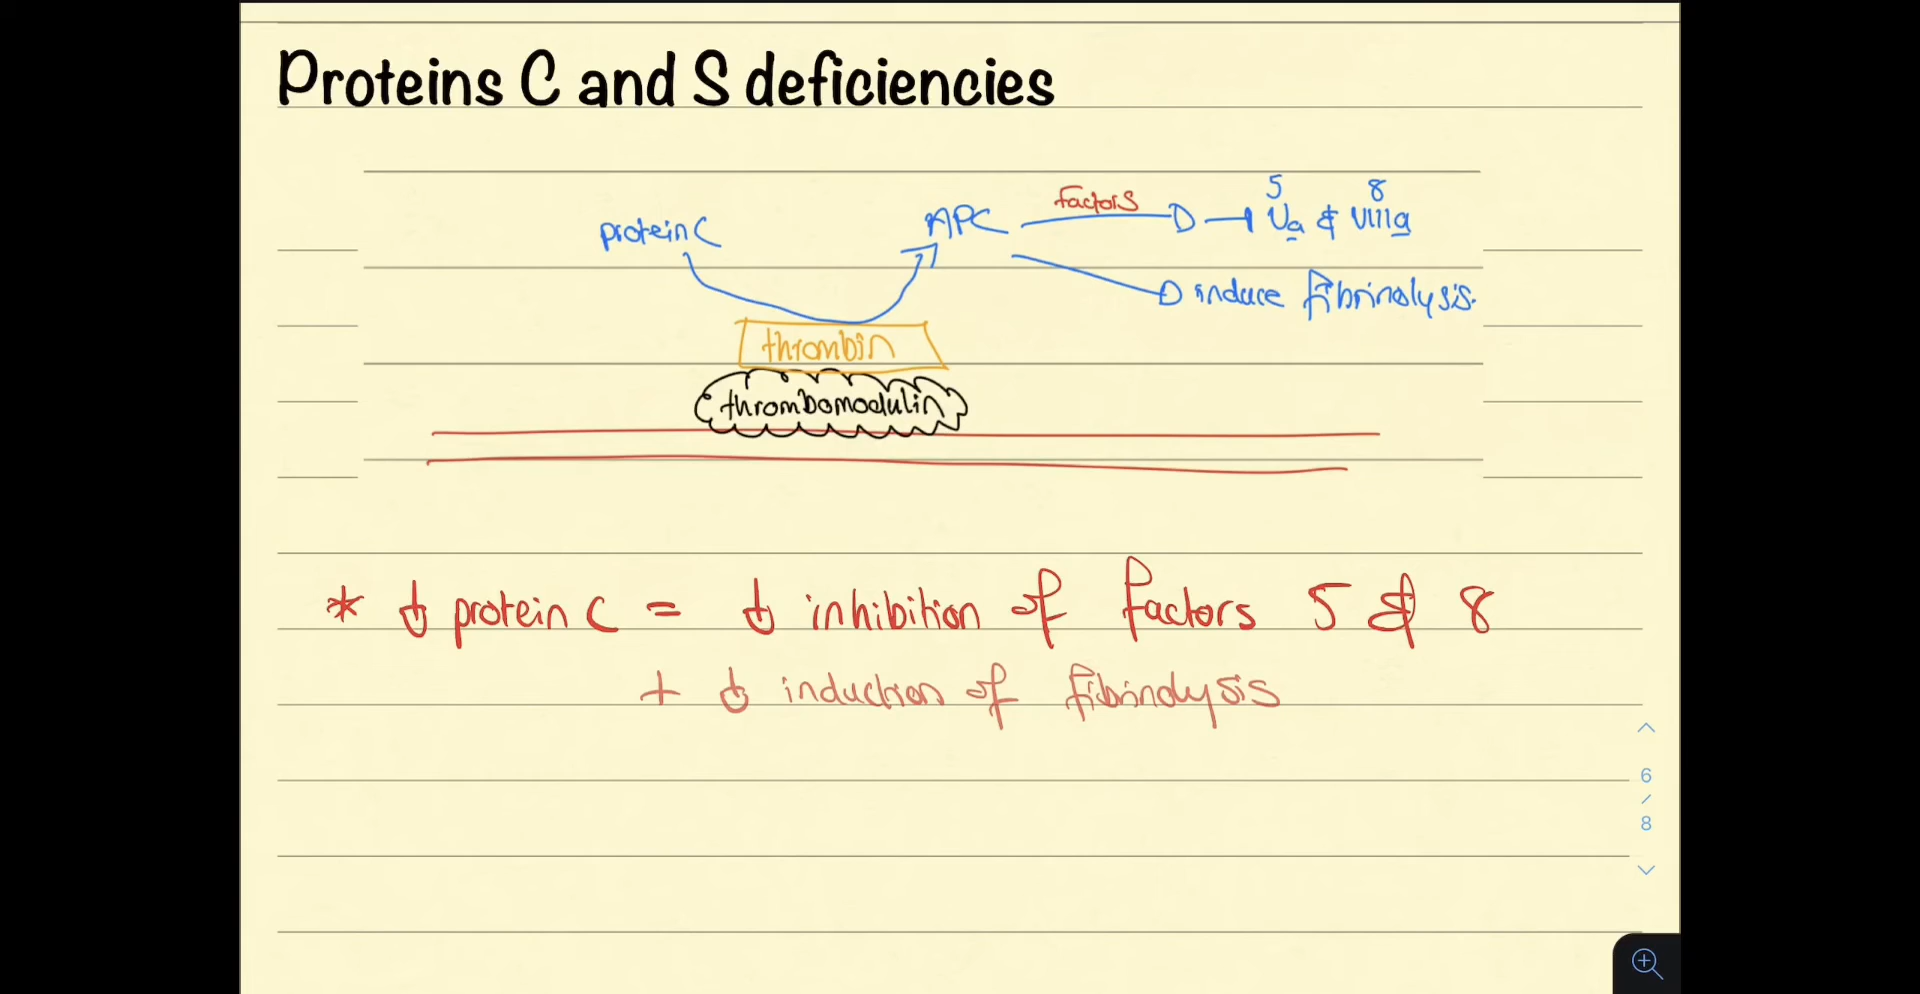 Proteins C and S deficiencies
factors
5 8
protein C APC Va & VIIIa
induce fibrinolysis.
thrombin
thrombomodulin
* ↓ protein C = ↓ inhibition of factors 5 & 8
+ ↓ induction of fibrinolysis
6
/
8